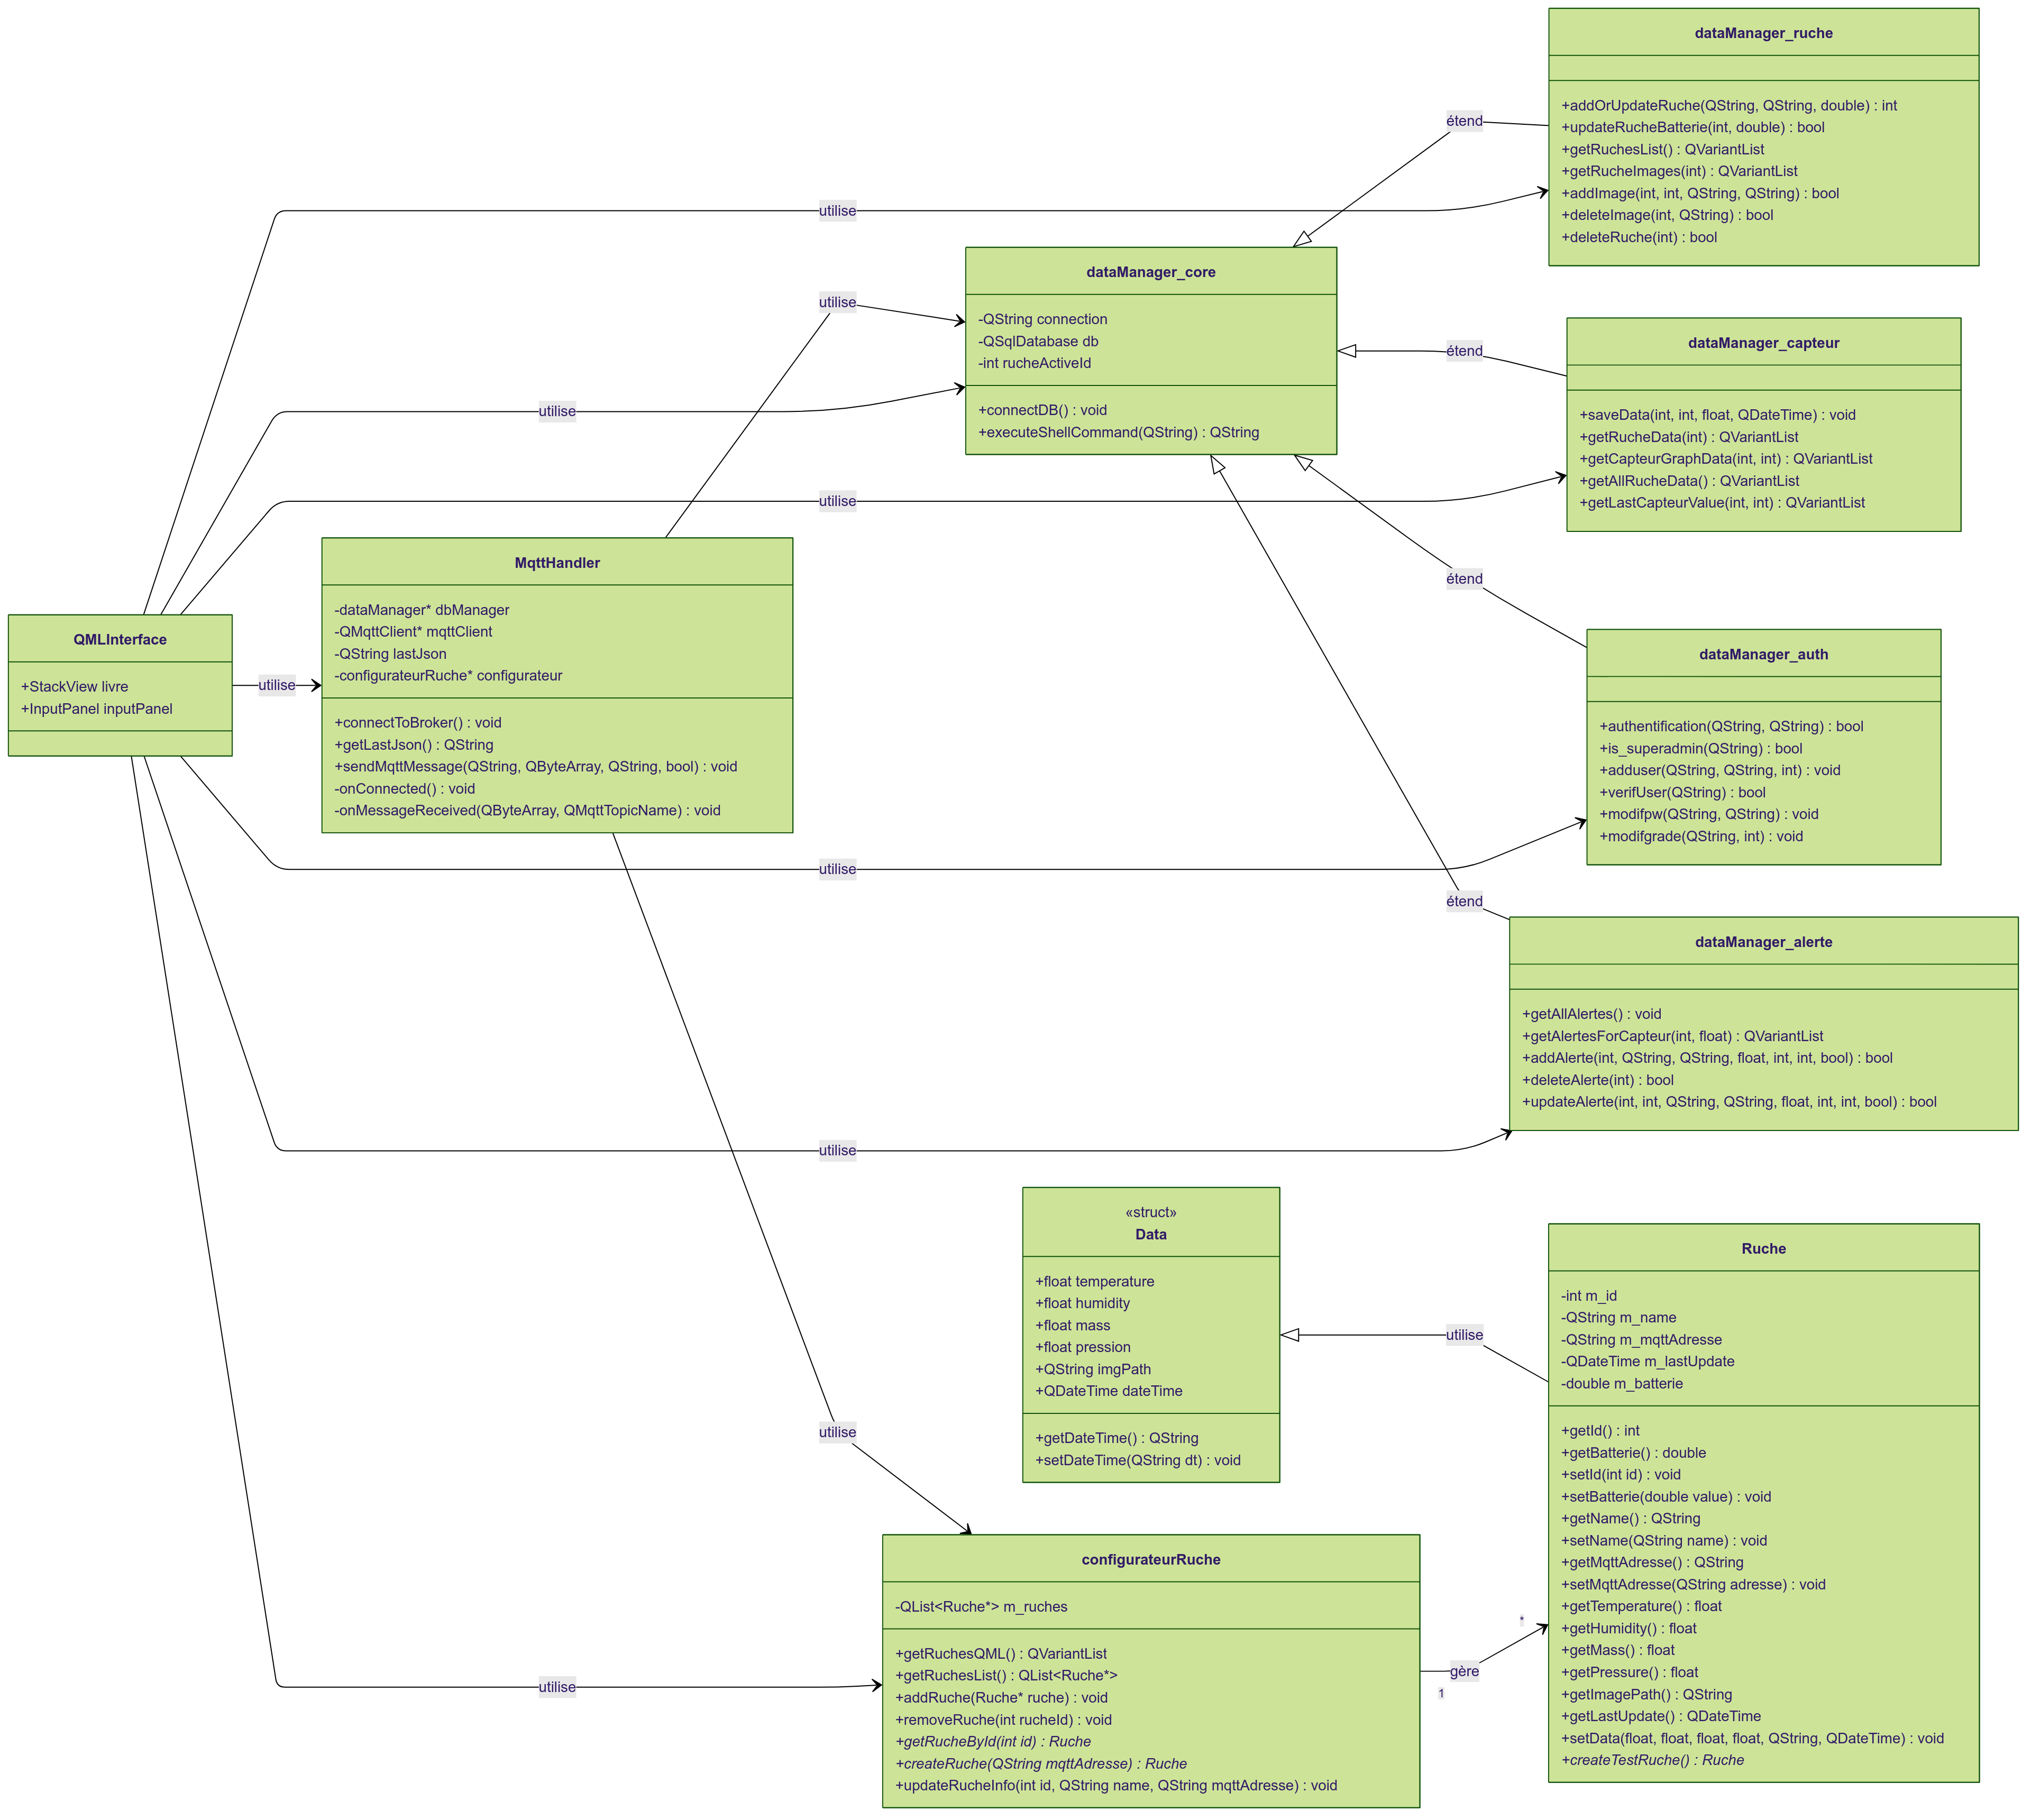 dataManager_ruche
+addOrUpdateRuche(QString, QString, double) : int
+updateRucheBatterie(int, double) : bool
+getRuchesList() : QVariantList
+getRucheImages(int) : QVariantList
+addImage(int, int, QString, QString) : bool
+deleteImage(int, QString) : bool
+deleteRuche(int) : bool
étend
utilise
dataManager_core
-QString connection
-QSqlDatabase db
-int rucheActiveId
+connectDB() : void
+executeShellCommand(QString) : QString
utilise
utilise
étend
dataManager_capteur
+saveData(int, int, float, QDateTime) : void
+getRucheData(int) : QVariantList
+getCapteurGraphData(int, int) : QVariantList
+getAllRucheData() : QVariantList
+getLastCapteurValue(int, int) : QVariantList
utilise
MqttHandler
-dataManager* dbManager
-QMqttClient* mqttClient
-QString lastJson
-configurateurRuche* configurateur
+connectToBroker() : void
+getLastJson() : QString
+sendMqttMessage(QString, QByteArray, QString, bool) : void
-onConnected() : void
-onMessageReceived(QByteArray, QMqttTopicName) : void
QMLInterface
+StackView livre
+InputPanel inputPanel
utilise
étend
dataManager_auth
+authentification(QString, QString) : bool
+is_superadmin(QString) : bool
+adduser(QString, QString, int) : void
+verifUser(QString) : bool
+modifpw(QString, QString) : void
+modifgrade(QString, int) : void
utilise
étend
dataManager_alerte
+getAllAlertes() : void
+getAlertesForCapteur(int, float) : QVariantList
+addAlerte(int, QString, QString, float, int, int, bool) : bool
+deleteAlerte(int) : bool
+updateAlerte(int, int, QString, QString, float, int, int, bool) : bool
utilise
«struct»
Data
+float temperature
+float humidity
+float mass
+float pression
+QString imgPath
+QDateTime dateTime
+getDateTime() : QString
+setDateTime(QString dt) : void
utilise
Ruche
-int m_id
-QString m_name
-QString m_mqttAdresse
-QDateTime m_lastUpdate
-double m_batterie
+getId() : int
+getBatterie() : double
+setId(int id) : void
+setBatterie(double value) : void
+getName() : QString
+setName(QString name) : void
+getMqttAdresse() : QString
+setMqttAdresse(QString adresse) : void
+getTemperature() : float
+getHumidity() : float
+getMass() : float
+getPressure() : float
+getImagePath() : QString
+getLastUpdate() : QDateTime
+setData(float, float, float, float, QString, QDateTime) : void
+createTestRuche() : Ruche
utilise
configurateurRuche
-QList<Ruche*> m_ruches
+getRuchesQML() : QVariantList
+getRuchesList() : QList<Ruche*>
+addRuche(Ruche* ruche) : void
+removeRuche(int rucheId) : void
+getRucheById(int id) : Ruche
+createRuche(QString mqttAdresse) : Ruche
+updateRucheInfo(int id, QString name, QString mqttAdresse) : void
utilise
*
gère
1